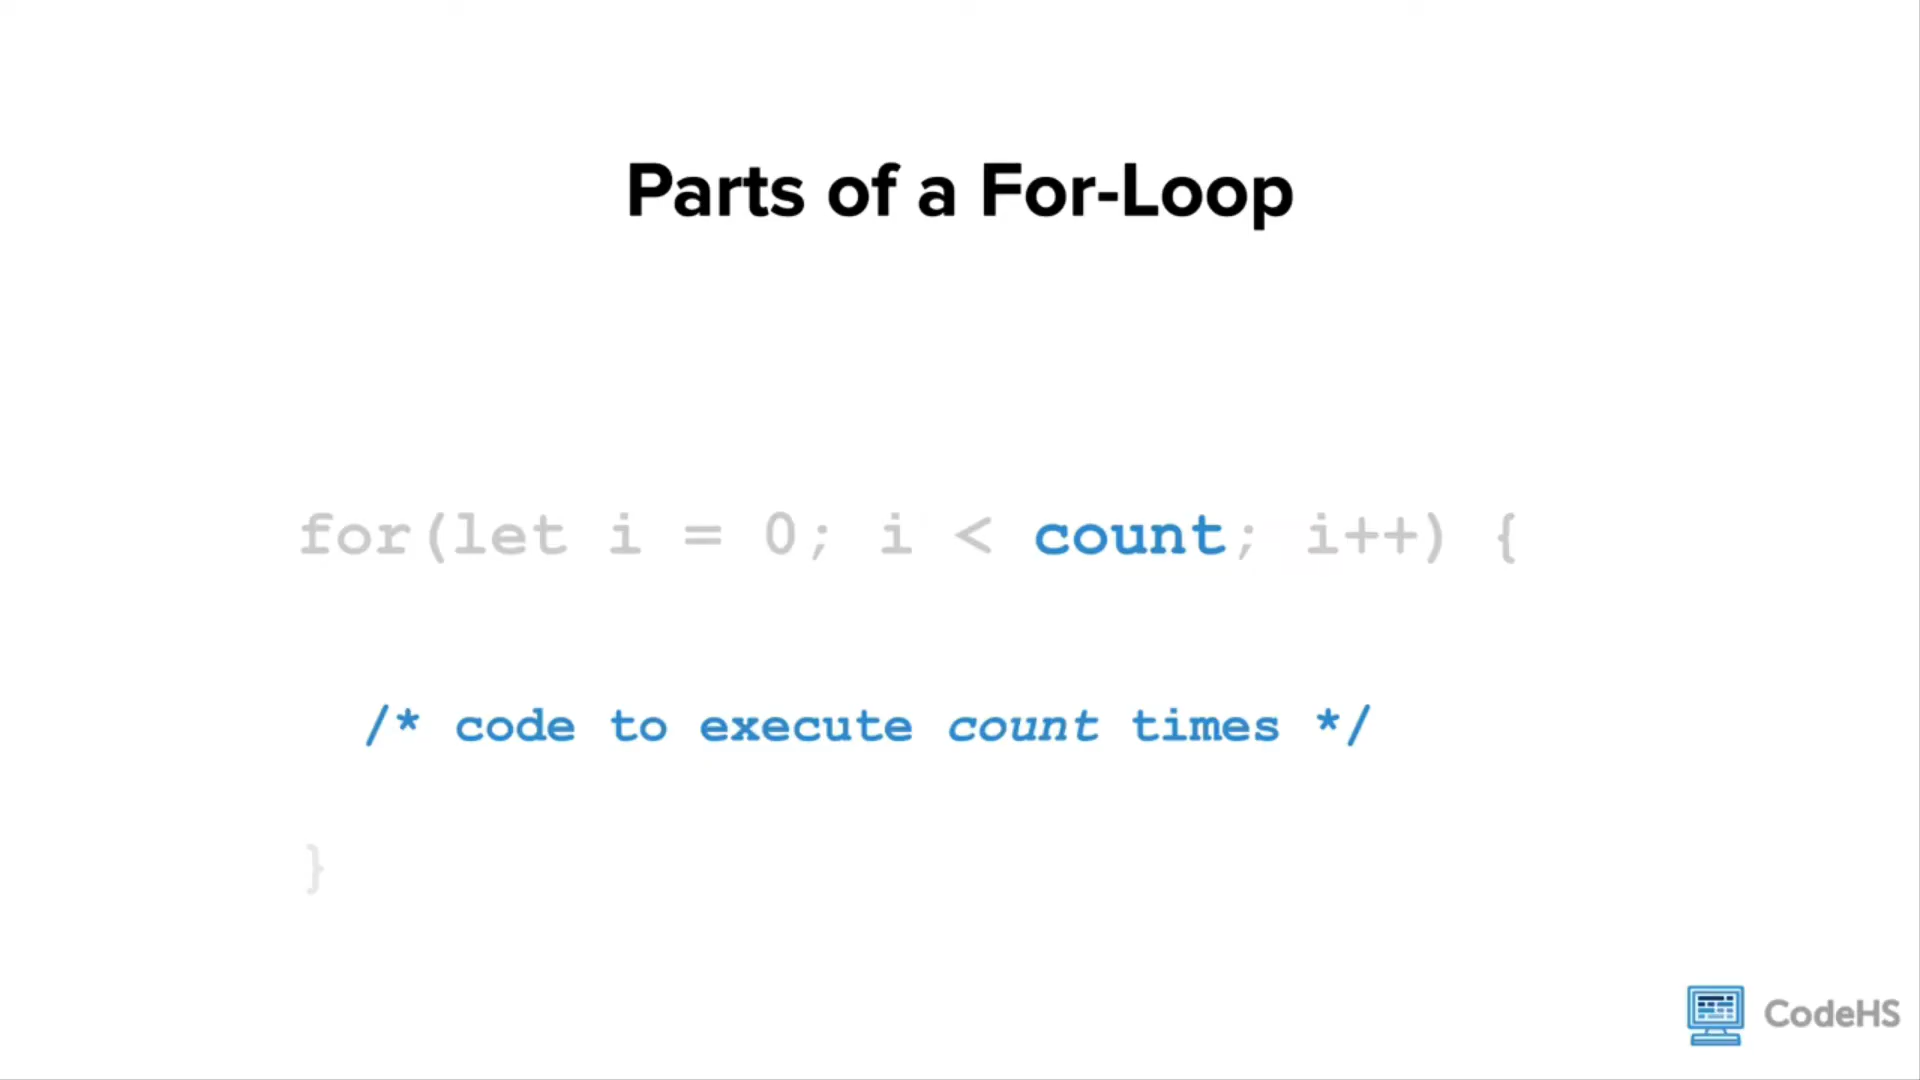 Parts of a For-Loop
for(let i = 0; i < count; i++) {
/* code to execute count times */
}
CodeHS